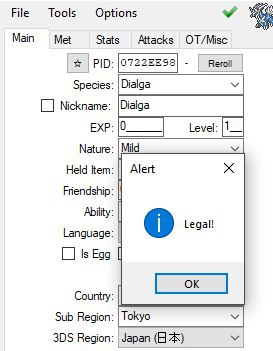 File Tools Options
Main Met Stats Attacks OT/Misc
☆ PID: 0722EE98 - Reroll
Species: Dialga
Nickname: Dialga
EXP: 0_____ Level: 1__
Nature: Mild
Held Item:
Friendship:
Ability:
Language:
Is Egg
Alert
Legal!
OK
Country:
Sub Region: Tokyo
3DS Region: Japan (日本)